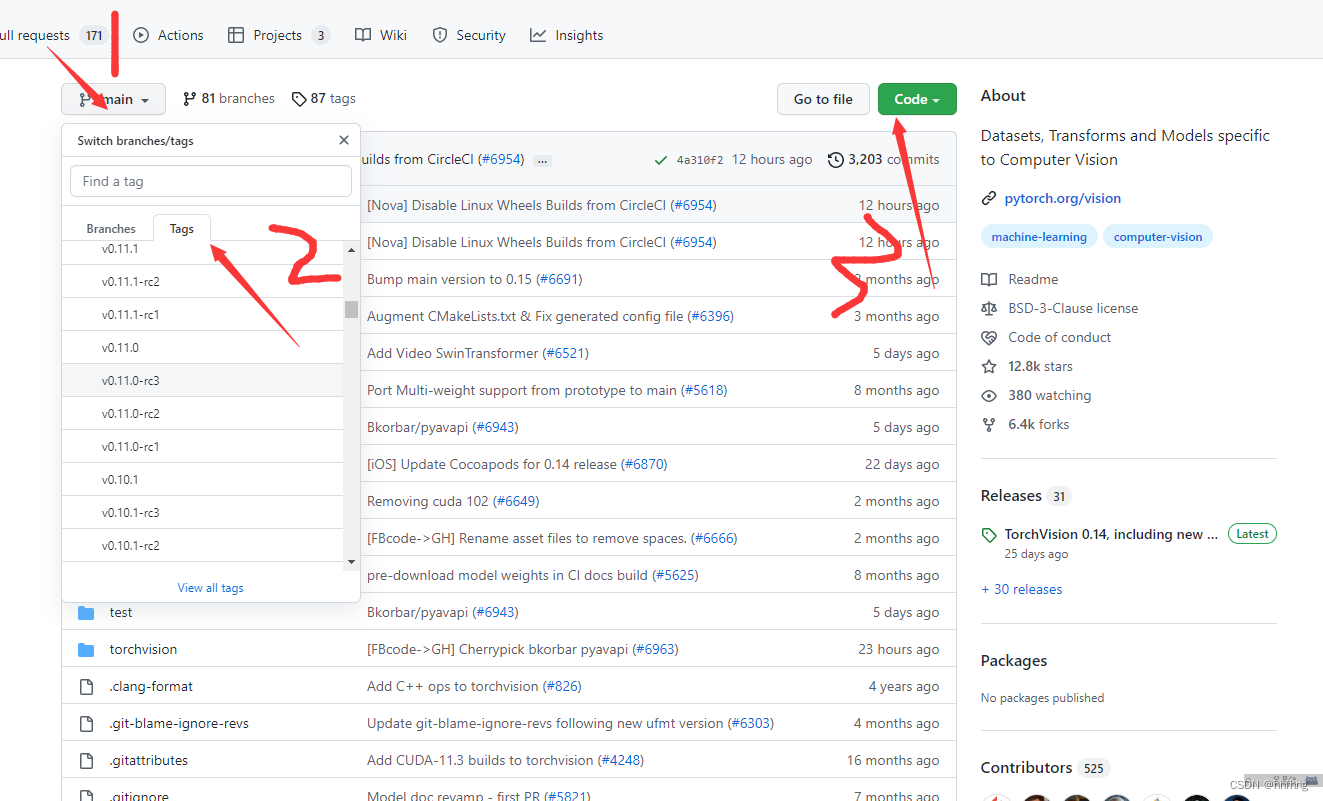 ull requests 171 Actions Projects 3 Wiki Security Insights
1
main 81 branches 87 tags Go to file Code
Switch branches/tags
uilds from CircleCI (#6954) ... 4a310f2 12 hours ago 3,203 commits
Find a tag
Branches Tags
2
3
v0.11.1
v0.11.1-rc2
v0.11.1-rc1
v0.11.0
v0.11.0-rc3
v0.11.0-rc2
v0.11.0-rc1
v0.10.1
v0.10.1-rc3
v0.10.1-rc2
View all tags
[Nova] Disable Linux Wheels Builds from CircleCI (#6954) 12 hours ago
[Nova] Disable Linux Wheels Builds from CircleCI (#6954) 12 hours ago
Bump main version to 0.15 (#6691) months ago
Augment CMakeLists.txt & Fix generated config file (#6396) 3 months ago
Add Video SwinTransformer (#6521) 5 days ago
Port Multi-weight support from prototype to main (#5618) 8 months ago
Bkorbar/pyavapi (#6943) 5 days ago
[iOS] Update Cocoapods for 0.14 release (#6870) 22 days ago
Removing cuda 102 (#6649) 2 months ago
[FBcode->GH] Rename asset files to remove spaces. (#6666) 2 months ago
pre-download model weights in CI docs build (#5625) 8 months ago
test Bkorbar/pyavapi (#6943) 5 days ago
torchvision [FBcode->GH] Cherrypick bkorbar pyavapi (#6963) 23 hours ago
.clang-format Add C++ ops to torchvision (#826) 4 years ago
.git-blame-ignore-revs Update git-blame-ignore-revs following new ufmt version (#6303) 4 months ago
.gitattributes Add CUDA-11.3 builds to torchvision (#4248) 16 months ago
.gitignore Model doc revamp - first PR (#5821) 7 months ago
About
Datasets, Transforms and Models specific
to Computer Vision
pytorch.org/vision
machine-learning computer-vision
Readme
BSD-3-Clause license
Code of conduct
12.8k stars
380 watching
6.4k forks
Releases 31
TorchVision 0.14, including new ... Latest
25 days ago
+ 30 releases
Packages
No packages published
Contributors 525